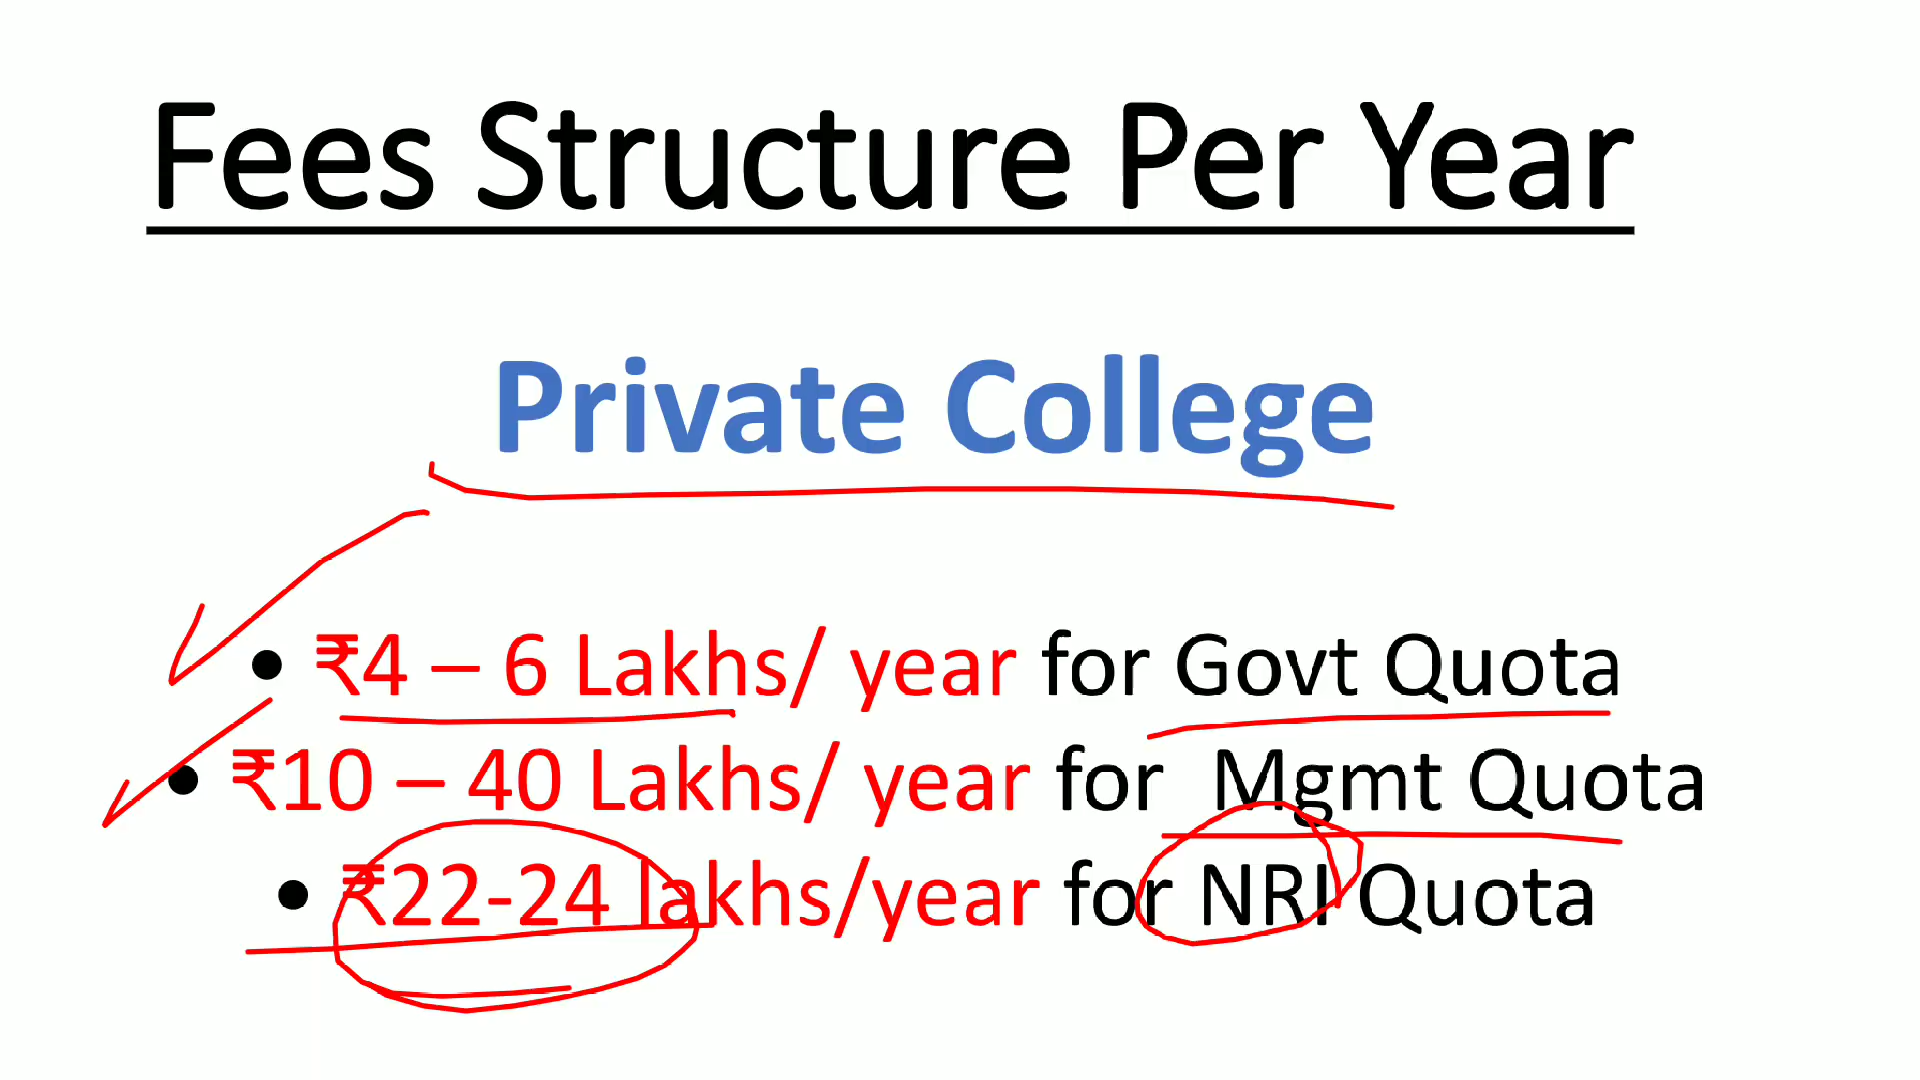 Fees Structure Per Year
Private College
• ₹4 – 6 Lakhs/ year for Govt Quota
• ₹10 – 40 Lakhs/ year for Mgmt Quota
• ₹22-24 lakhs/year for NRI Quota